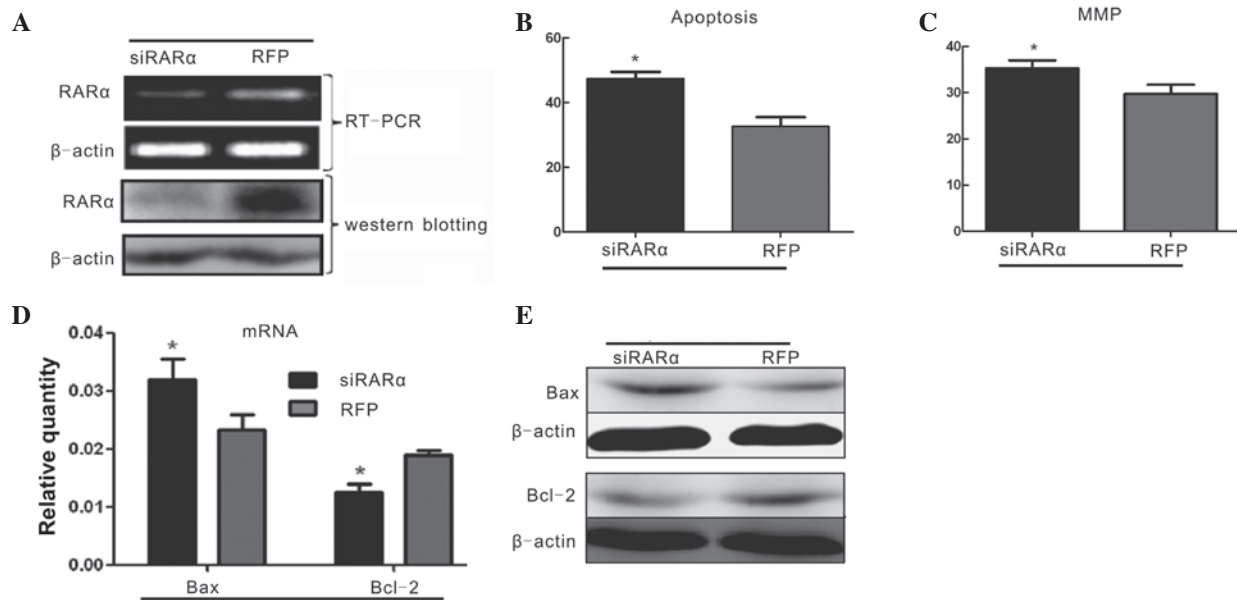 A
siRARα RFP
RARα
β-actin
RT-PCR
RARα
β-actin
western blotting
B
Apoptosis
60
40
20
0
*
siRARα RFP
C
MMP
40
30
20
10
0
*
siRARα RFP
D
mRNA
Relative quantity
0.04
0.03
0.02
0.01
0.00
*
*
siRARα
RFP
Bax Bcl-2
E
siRARα RFP
Bax
β-actin
Bcl-2
β-actin